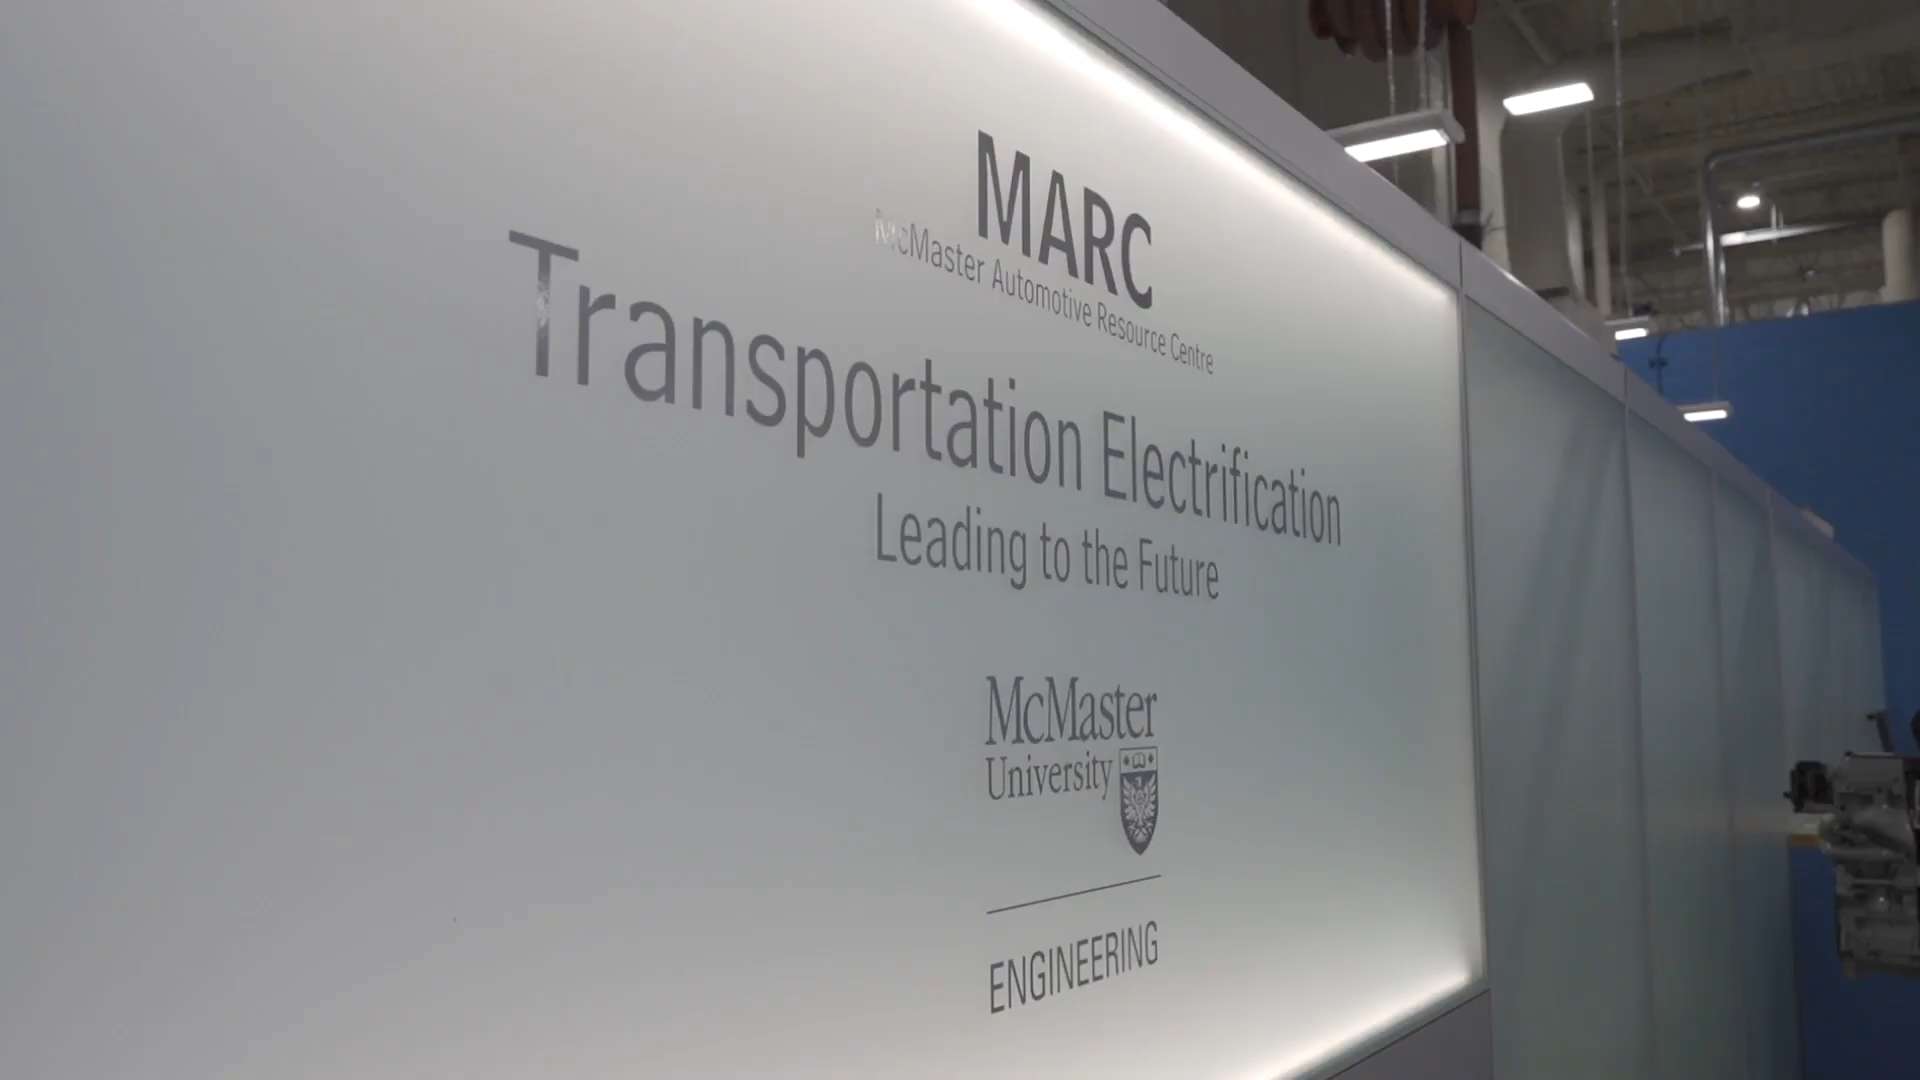 MARC
McMaster Automotive Resource Centre
Transportation Electrification
Leading to the Future
McMaster
University
ENGINEERING